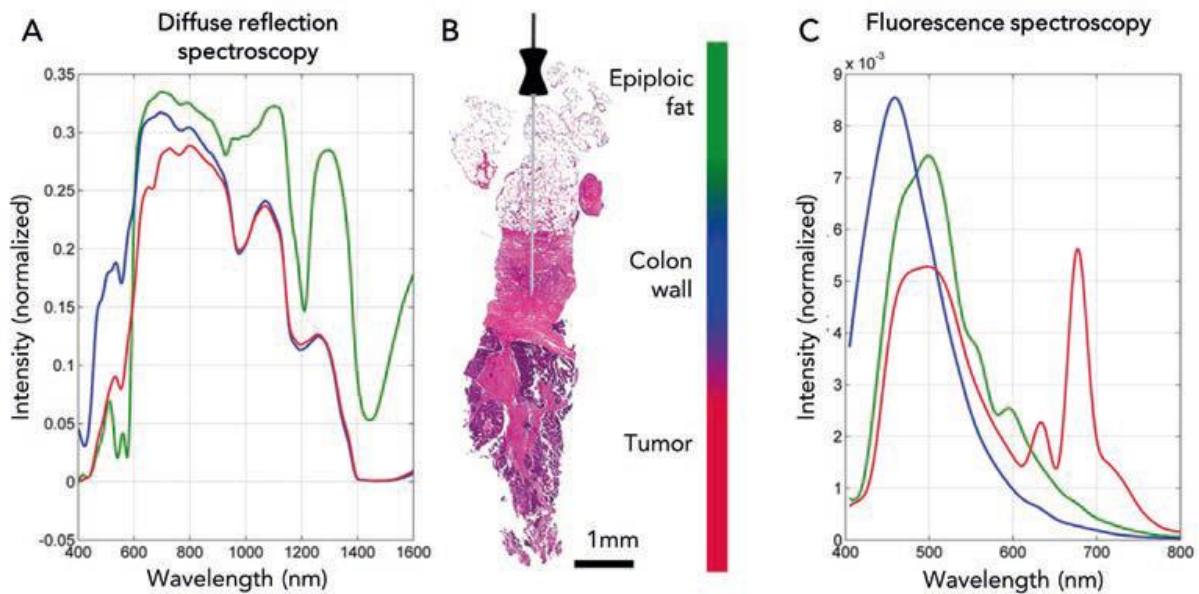 A
Diffuse reflection
spectroscopy
0.35
0.3
0.25
0.2
0.15
0.1
0.05
0
-0.05
400
600
800
1000
1200
1400
1600
Intensity (normalized)
Wavelength (nm)
B
Epiploic
fat
Colon
wall
Tumor
1mm
C
Fluorescence spectroscopy
x 10⁻³
9
8
7
6
5
4
3
2
1
0
400
500
600
700
800
Intensity (normalized)
Wavelength (nm)